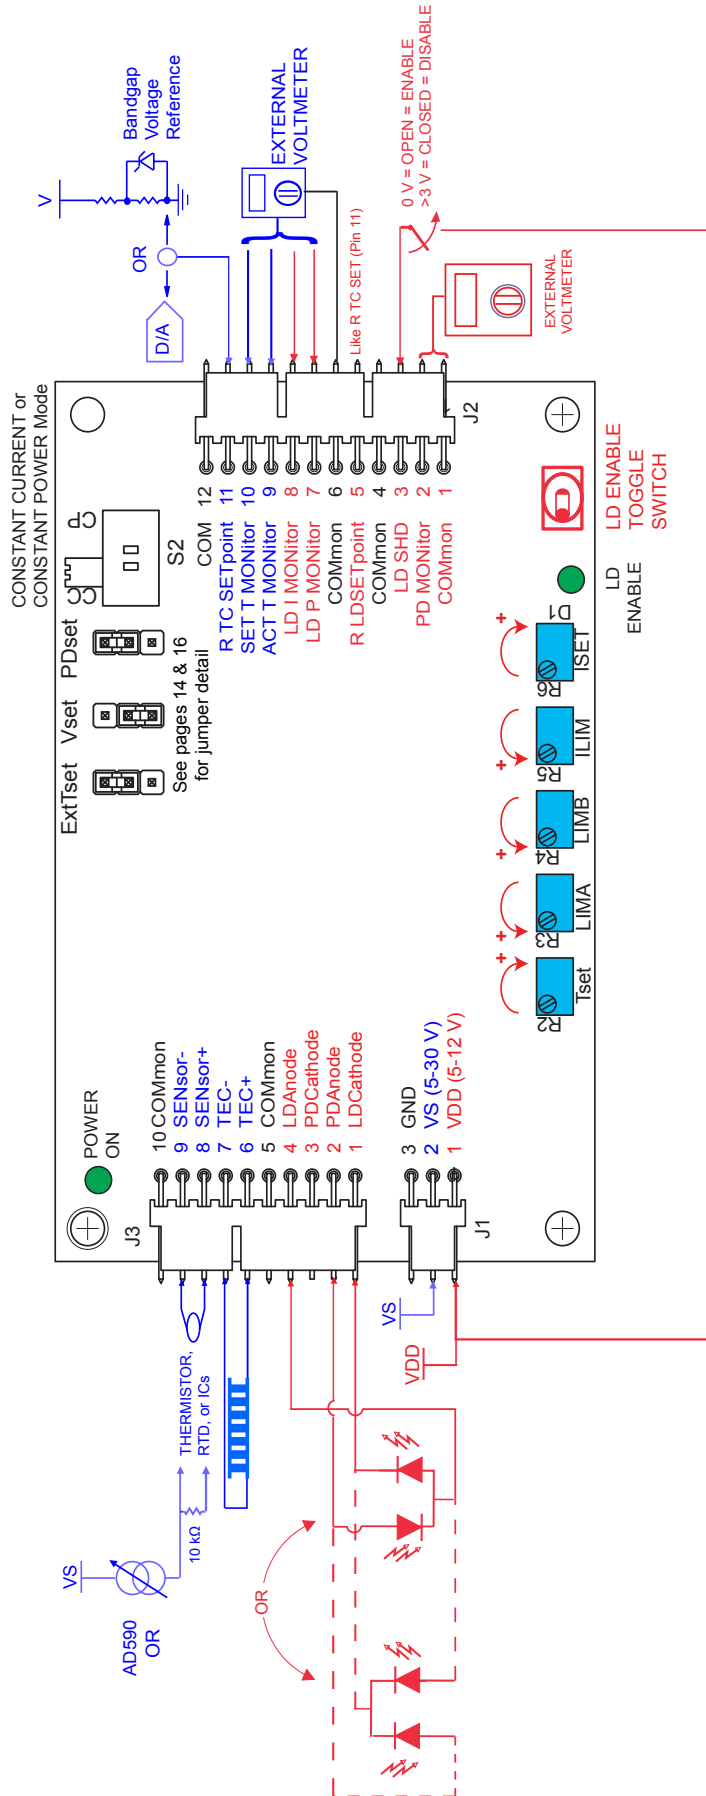 V
Bandgap
Voltage
Reference
OR
D/A
EXTERNAL
VOLTMETER
Like R TC SET (Pin 11)
0 V = OPEN = ENABLE
>3 V = CLOSED = DISABLE
EXTERNAL
VOLTMETER
J2
CONSTANT CURRENT or
CONSTANT POWER Mode
CC
CP
S2
PDset
Vset
ExtTset
See pages 14 & 16
for jumper detail
COM 12
R TC SETpoint 11
SET T MONitor 10
ACT T MONitor 9
LD I MONitor 8
LD P MONitor 7
COMmon 6
R LDSETpoint 5
COMmon 4
LD SHD 3
PD MONitor 2
COMmon 1
LD ENABLE
TOGGLE
SWITCH
LD
ENABLE
D1
+
R6
ISET
+
R5
ILIM
+
R4
LIMB
+
R3
LIMA
+
R2
Tset
POWER
ON
J3
10 COMmon
9 SENsor-
8 SENsor+
7 TEC-
6 TEC+
5 COMmon
4 LDAnode
3 PDCathode
2 PDAnode
1 LDCathode
3 GND
2 VS (5-30 V)
1 VDD (5-12 V)
J1
VS
VDD
THERMISTOR,
RTD, or ICs
10 kΩ
VS
AD590
OR
OR